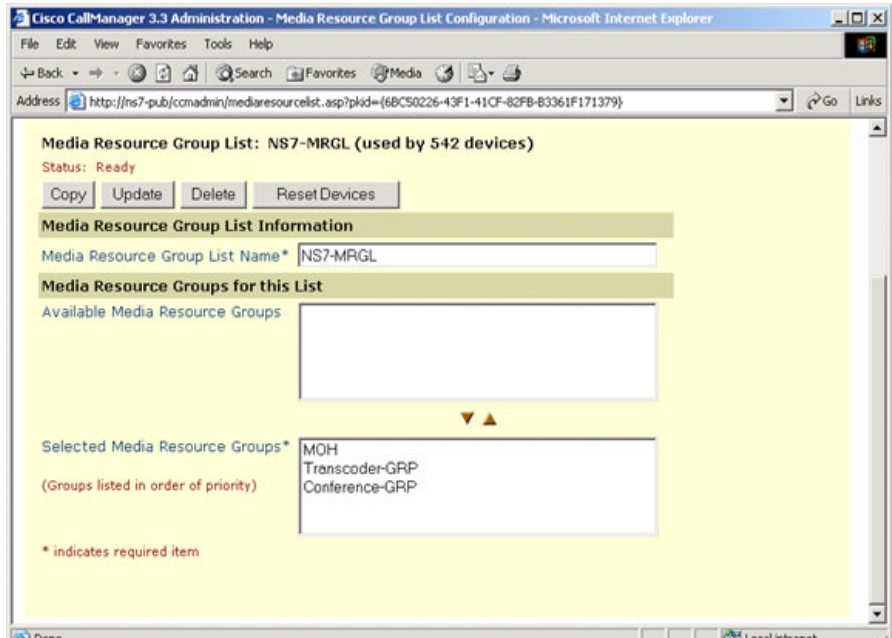 Cisco CallManager 3.3 Administration - Media Resource Group List Configuration - Microsoft Internet Explorer
File Edit View Favorites Tools Help
Back Search Favorites Media
Address http://ns7-pub/ccmadmin/mediaresourcelist.asp?pkid={6BC50226-43F1-41CF-82FB-B3361F171379} Go Links
Media Resource Group List: NS7-MRGL (used by 542 devices)
Status: Ready
Copy Update Delete Reset Devices
Media Resource Group List Information
Media Resource Group List Name* NS7-MRGL
Media Resource Groups for this List
Available Media Resource Groups
Selected Media Resource Groups*
MOH
Transcoder-GRP
(Groups listed in order of priority) Conference-GRP
* indicates required item
Done Local intranet